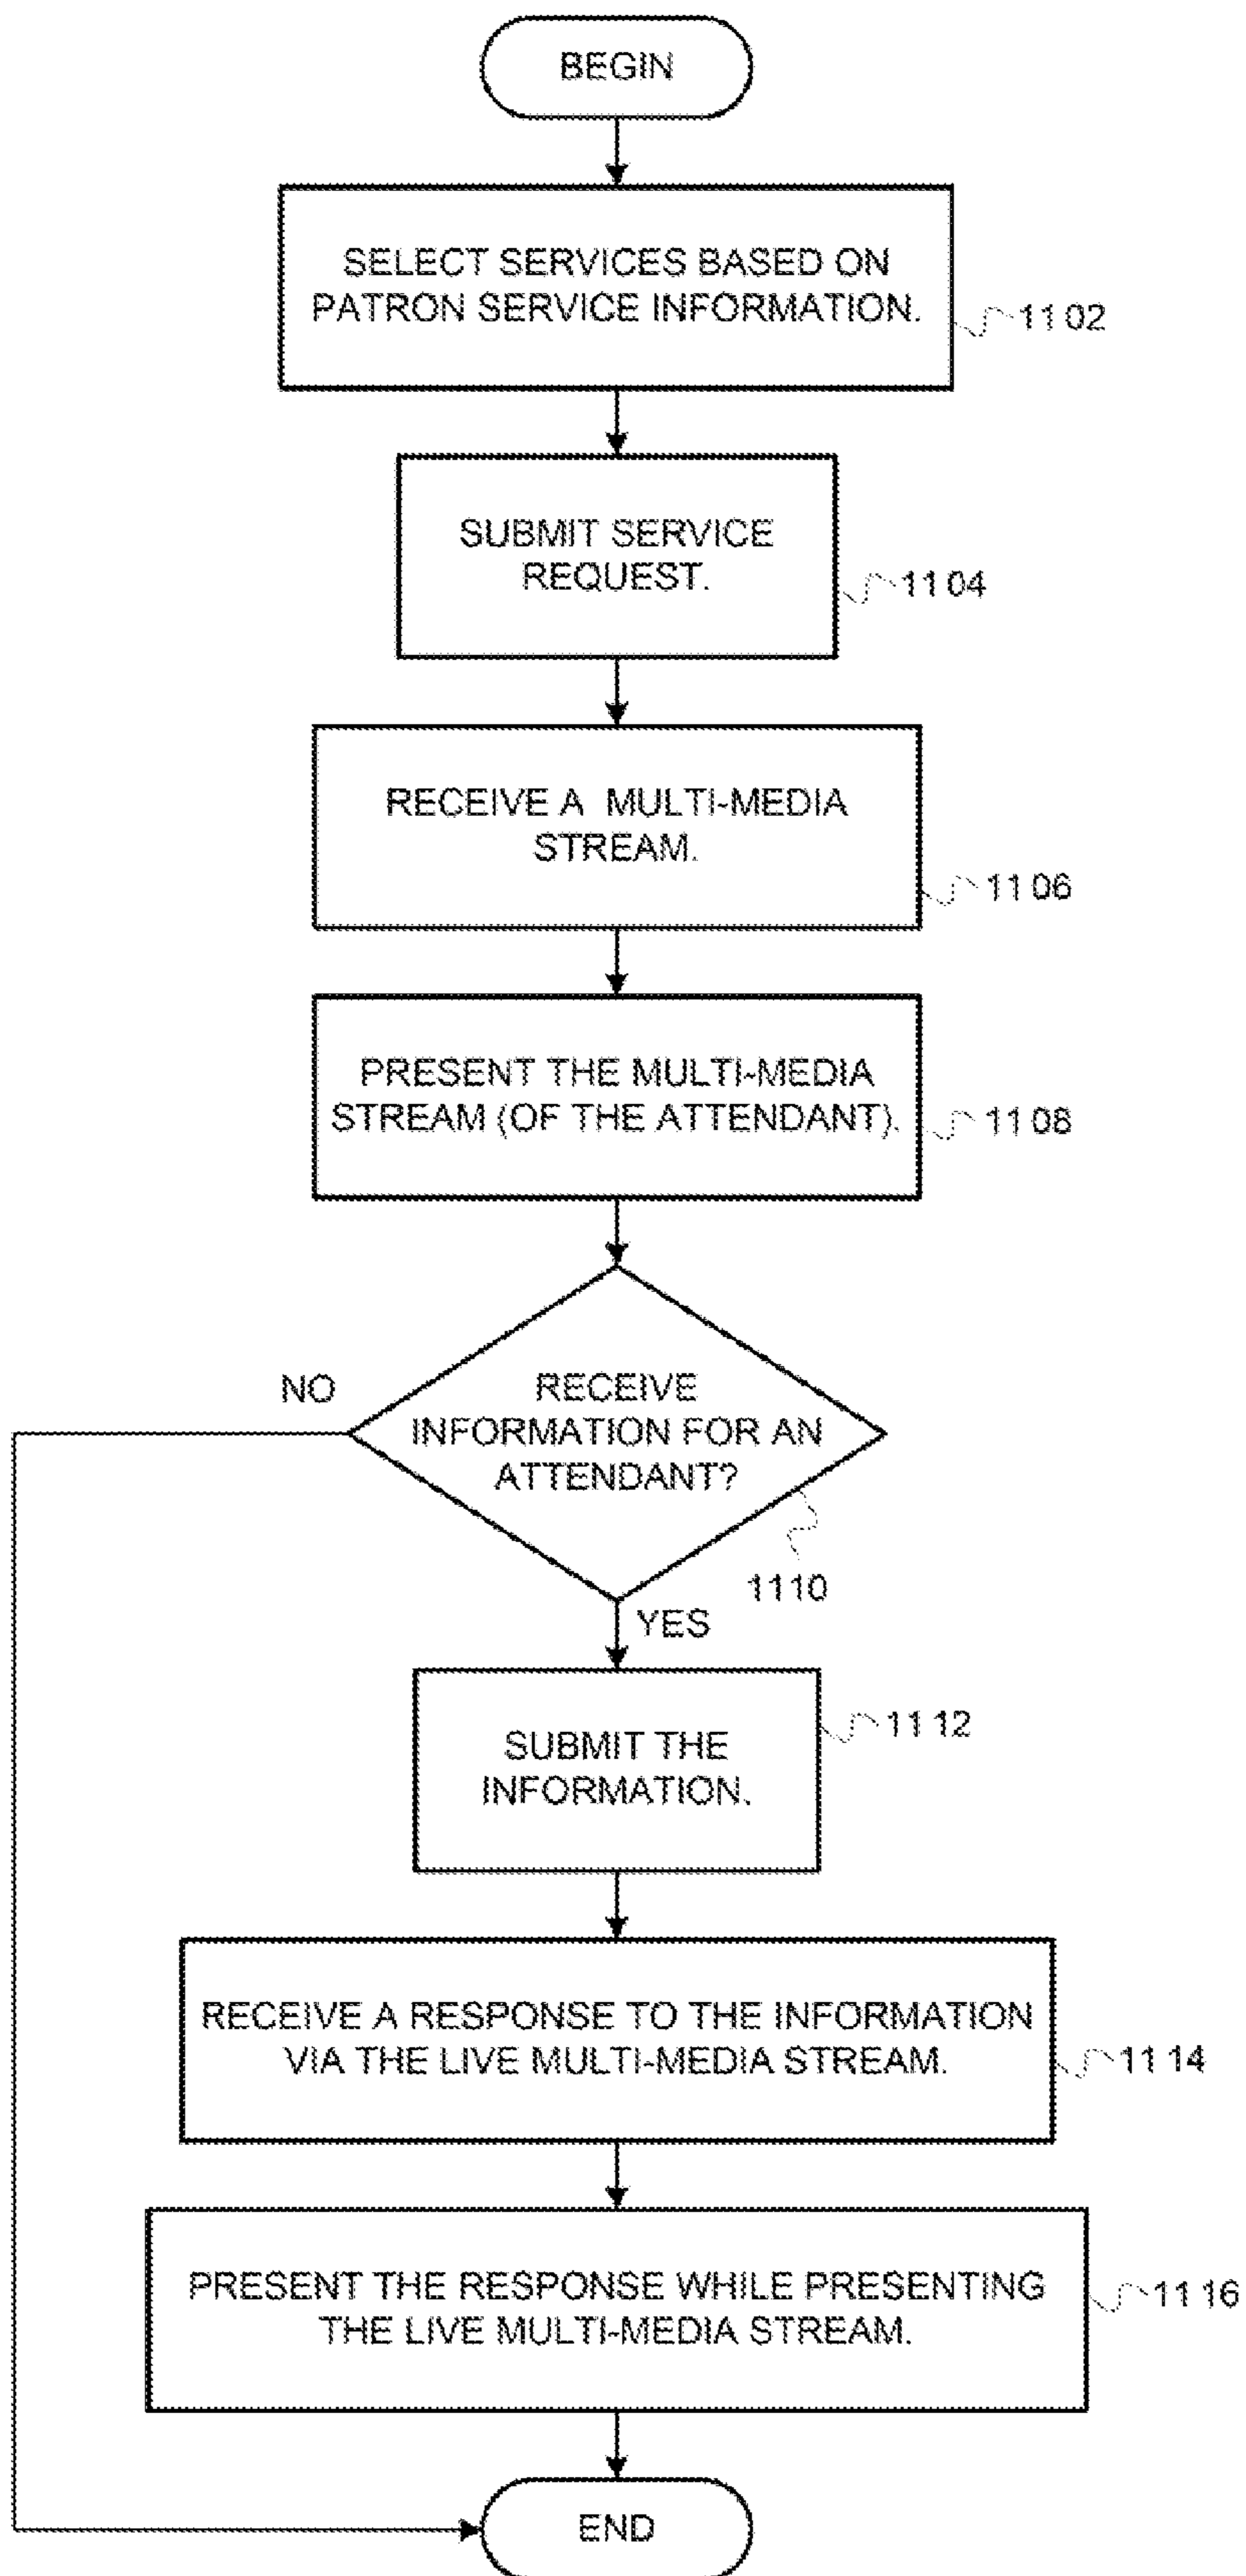 BEGIN
SELECT SERVICES BASED ON
PATRON SERVICE INFORMATION.
1102
SUBMIT SERVICE
REQUEST.
1104
RECEIVE A MULTI-MEDIA
STREAM.
1106
PRESENT THE MULTI-MEDIA
STREAM (OF THE ATTENDANT).
1108
NO
RECEIVE
INFORMATION FOR AN
ATTENDANT?
1110
YES
SUBMIT THE
INFORMATION.
1112
RECEIVE A RESPONSE TO THE INFORMATION
VIA THE LIVE MULTI-MEDIA STREAM.
1114
PRESENT THE RESPONSE WHILE PRESENTING
THE LIVE MULTI-MEDIA STREAM.
1116
END